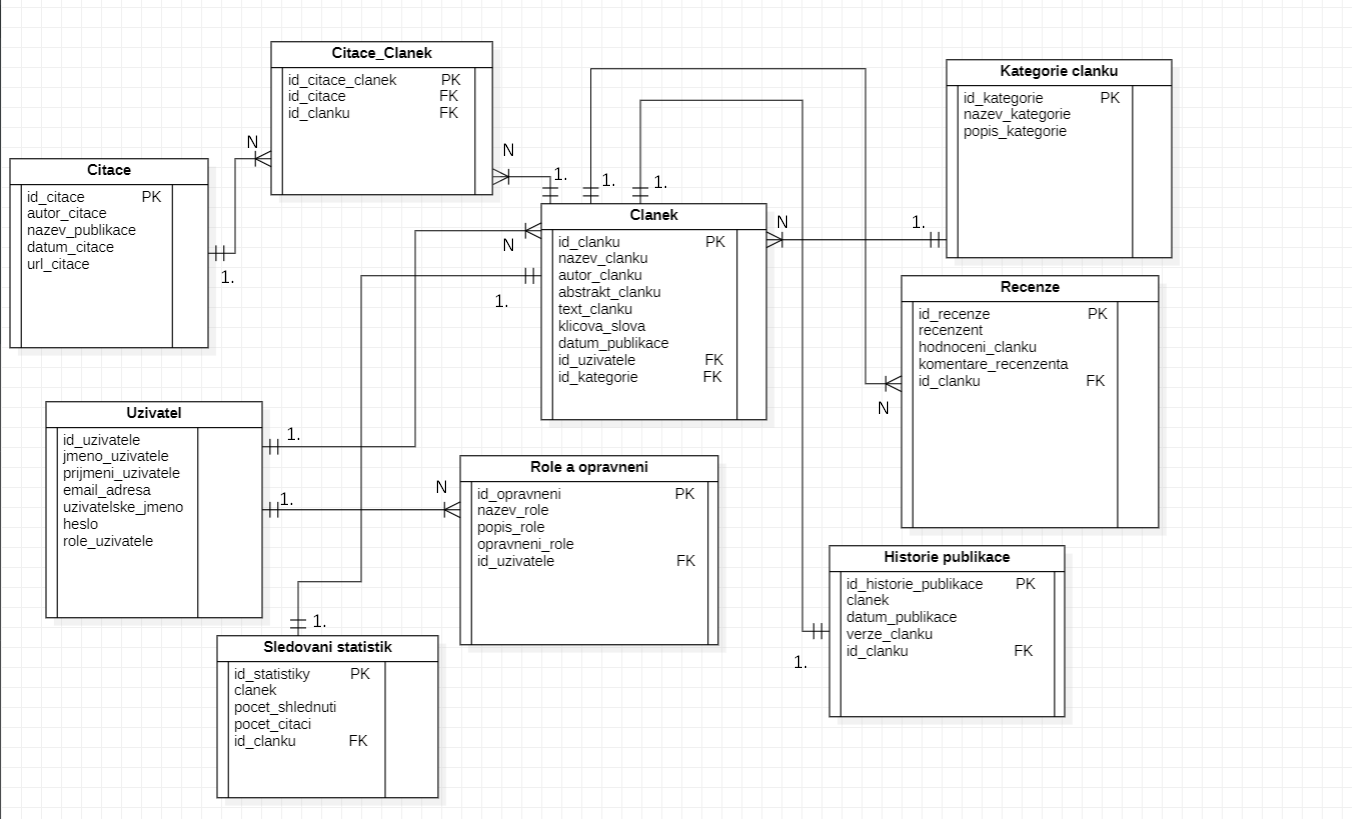 Citace_Clanek
id_citace_clanek PK
id_citace FK
id_clanku FK
N
N
1.
1.
1.
Kategorie clanku
id_kategorie PK
nazev_kategorie
popis_kategorie
Citace
id_citace PK
autor_citace
nazev_publikace
datum_citace
url_citace
1.
Clanek
id_clanku PK
nazev_clanku
autor_clanku
abstrakt_clanku
text_clanku
klicova_slova
datum_publikace
id_uzivatele FK
id_kategorie FK
N
1.
N
1.
Recenze
id_recenze PK
recenzent
hodnoceni_clanku
komentare_recenzenta
id_clanku FK
N
Uzivatel
id_uzivatele
jmeno_uzivatele
prijmeni_uzivatele
email_adresa
uzivatelske_jmeno
heslo
role_uzivatele
1.
1.
N
Role a opravneni
id_opravneni PK
nazev_role
popis_role
opravneni_role
id_uzivatele FK
Historie publikace
id_historie_publikace PK
clanek
datum_publikace
verze_clanku
id_clanku FK
1.
1.
Sledovani statistik
id_statistiky PK
clanek
pocet_shlednuti
pocet_citaci
id_clanku FK